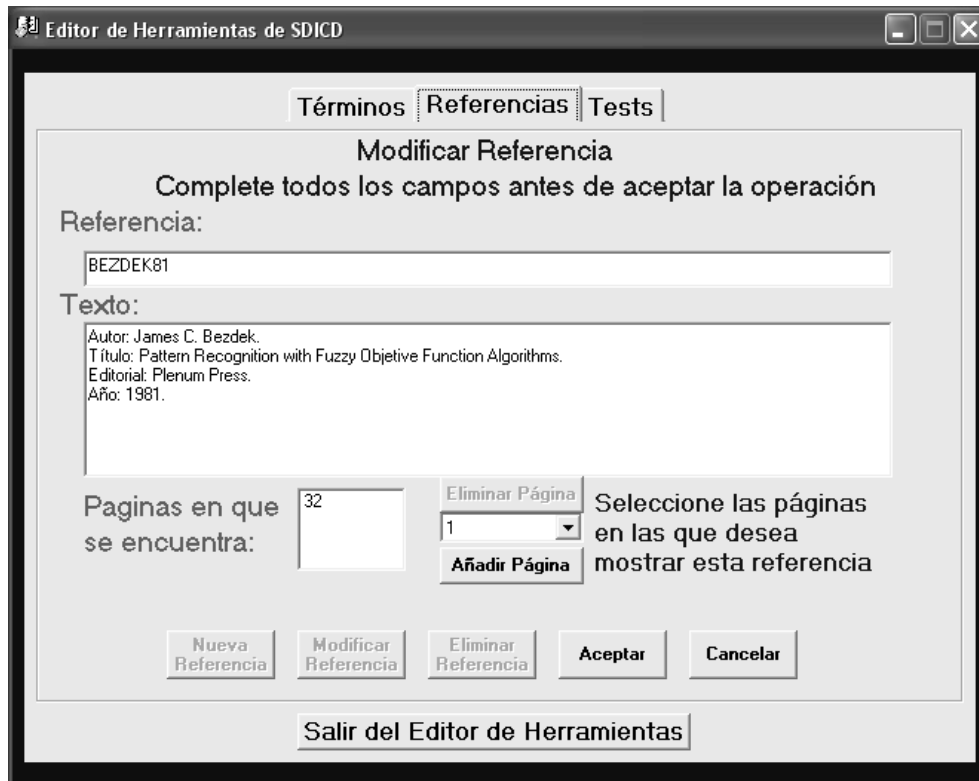 Editor de Herramientas de SDICD
Términos Referencias Tests
Modificar Referencia
Complete todos los campos antes de aceptar la operación
Referencia:
BEZDEK81
Texto:
Autor: James C. Bezdek.
Título: Pattern Recognition with Fuzzy Objetive Function Algorithms.
Editorial: Plenum Press.
Año: 1981.
Paginas en que
se encuentra:
32
Eliminar Página
1
Añadir Página
Seleccione las páginas
en las que desea
mostrar esta referencia
Nueva
Referencia
Modificar
Referencia
Eliminar
Referencia
Aceptar
Cancelar
Salir del Editor de Herramientas